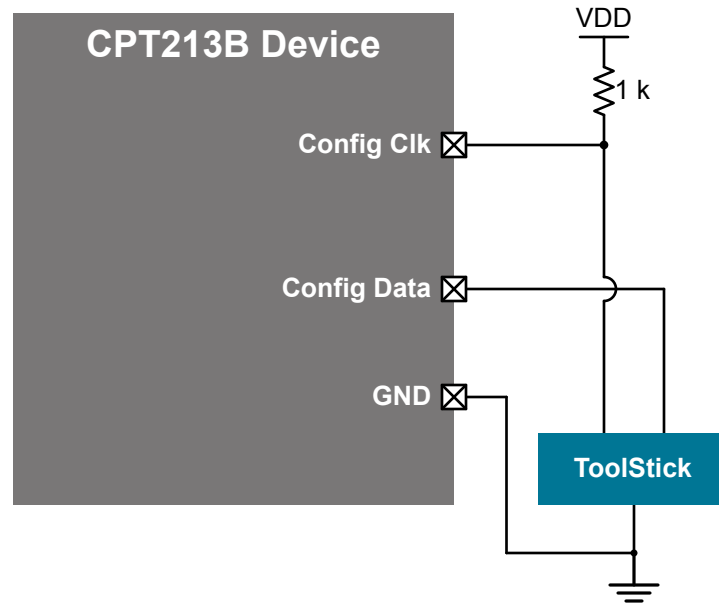 VDD
CPT213B Device
1 k
Config Clk
Config Data
GND
ToolStick